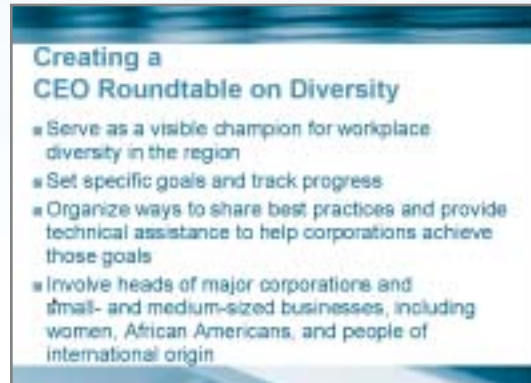 Creating a
CEO Roundtable on Diversity
Serve as a visible champion for workplace
diversity in the region
Set specific goals and track progress
Organize ways to share best practices and provide
technical assistance to help corporations achieve
those goals
Involve heads of major corporations and
small- and medium-sized businesses, including
women, African Americans, and people of
international origin